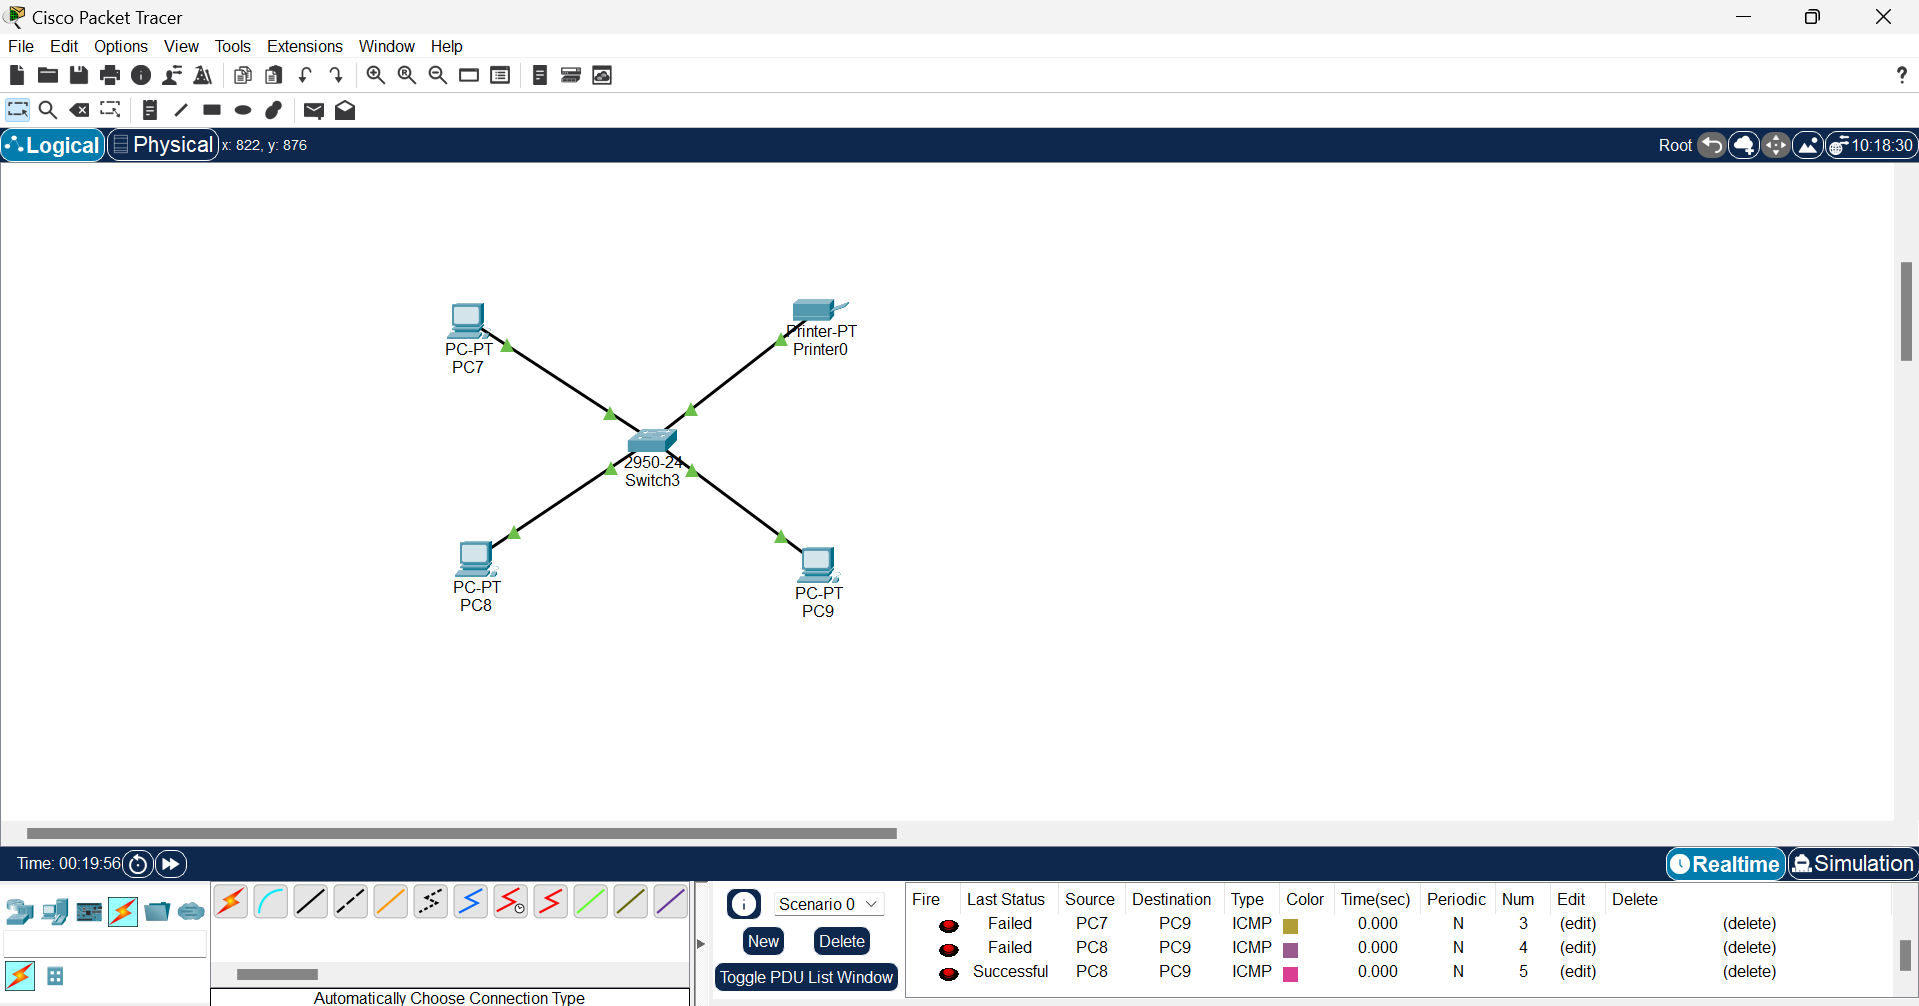 Cisco Packet Tracer
File Edit Options View Tools Extensions Window Help
?
Logical Physical x: 822, y: 876 Root 10:18:30
PC-PT
PC7
Printer-PT
Printer0
2950-24
Switch3
PC-PT
PC8
PC-PT
PC9
Time: 00:19:56 Realtime Simulation
Scenario 0
New Delete
Toggle PDU List Window
Automatically Choose Connection Type
Fire Last Status Source Destination Type Color Time(sec) Periodic Num Edit Delete
Failed PC7 PC9 ICMP 0.000 N 3 (edit) (delete)
Failed PC8 PC9 ICMP 0.000 N 4 (edit) (delete)
Successful PC8 PC9 ICMP 0.000 N 5 (edit) (delete)